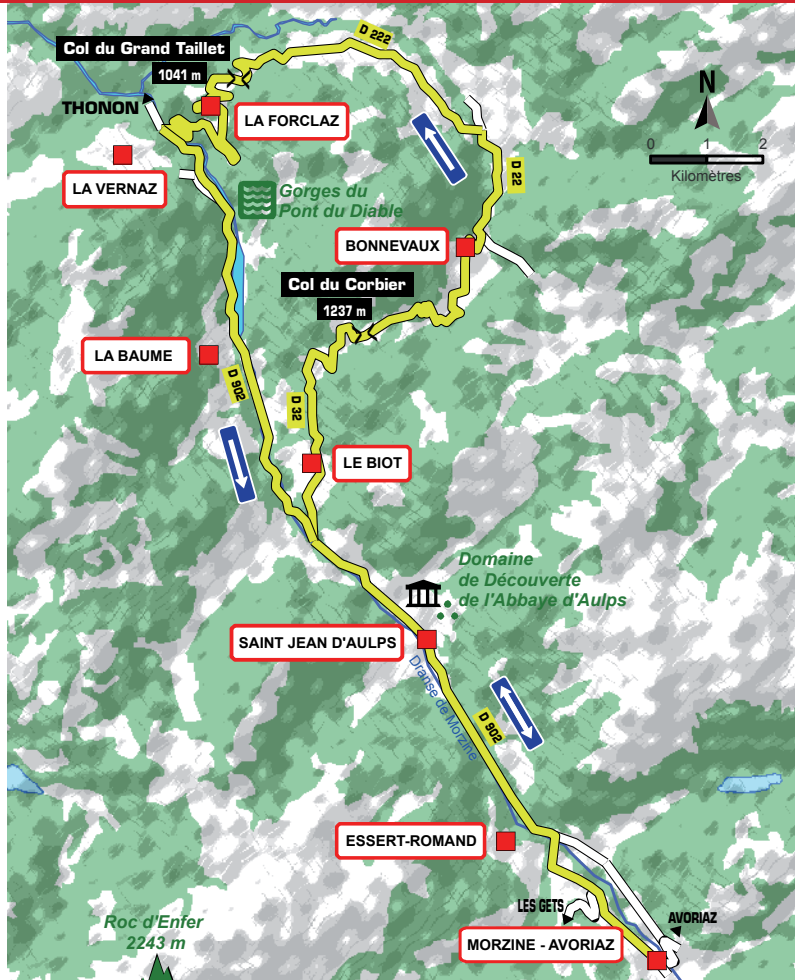 Col du Grand Taillet
1041 m
D 222
THONON
LA FORCLAZ
N
0 1 2
Kilomètres
LA VERNAZ
Gorges du
Pont du Diable
D 22
BONNEVAUX
Col du Corbier
1237 m
LA BAUME
D 902
D 32
LE BIOT
Domaine
de Découverte
de l'Abbaye d'Aulps
SAINT JEAN D'AULPS
Dranse de Morzine
D 902
ESSERT-ROMAND
LES GETS
AVORIAZ
Roc d'Enfer
2243 m
MORZINE - AVORIAZ